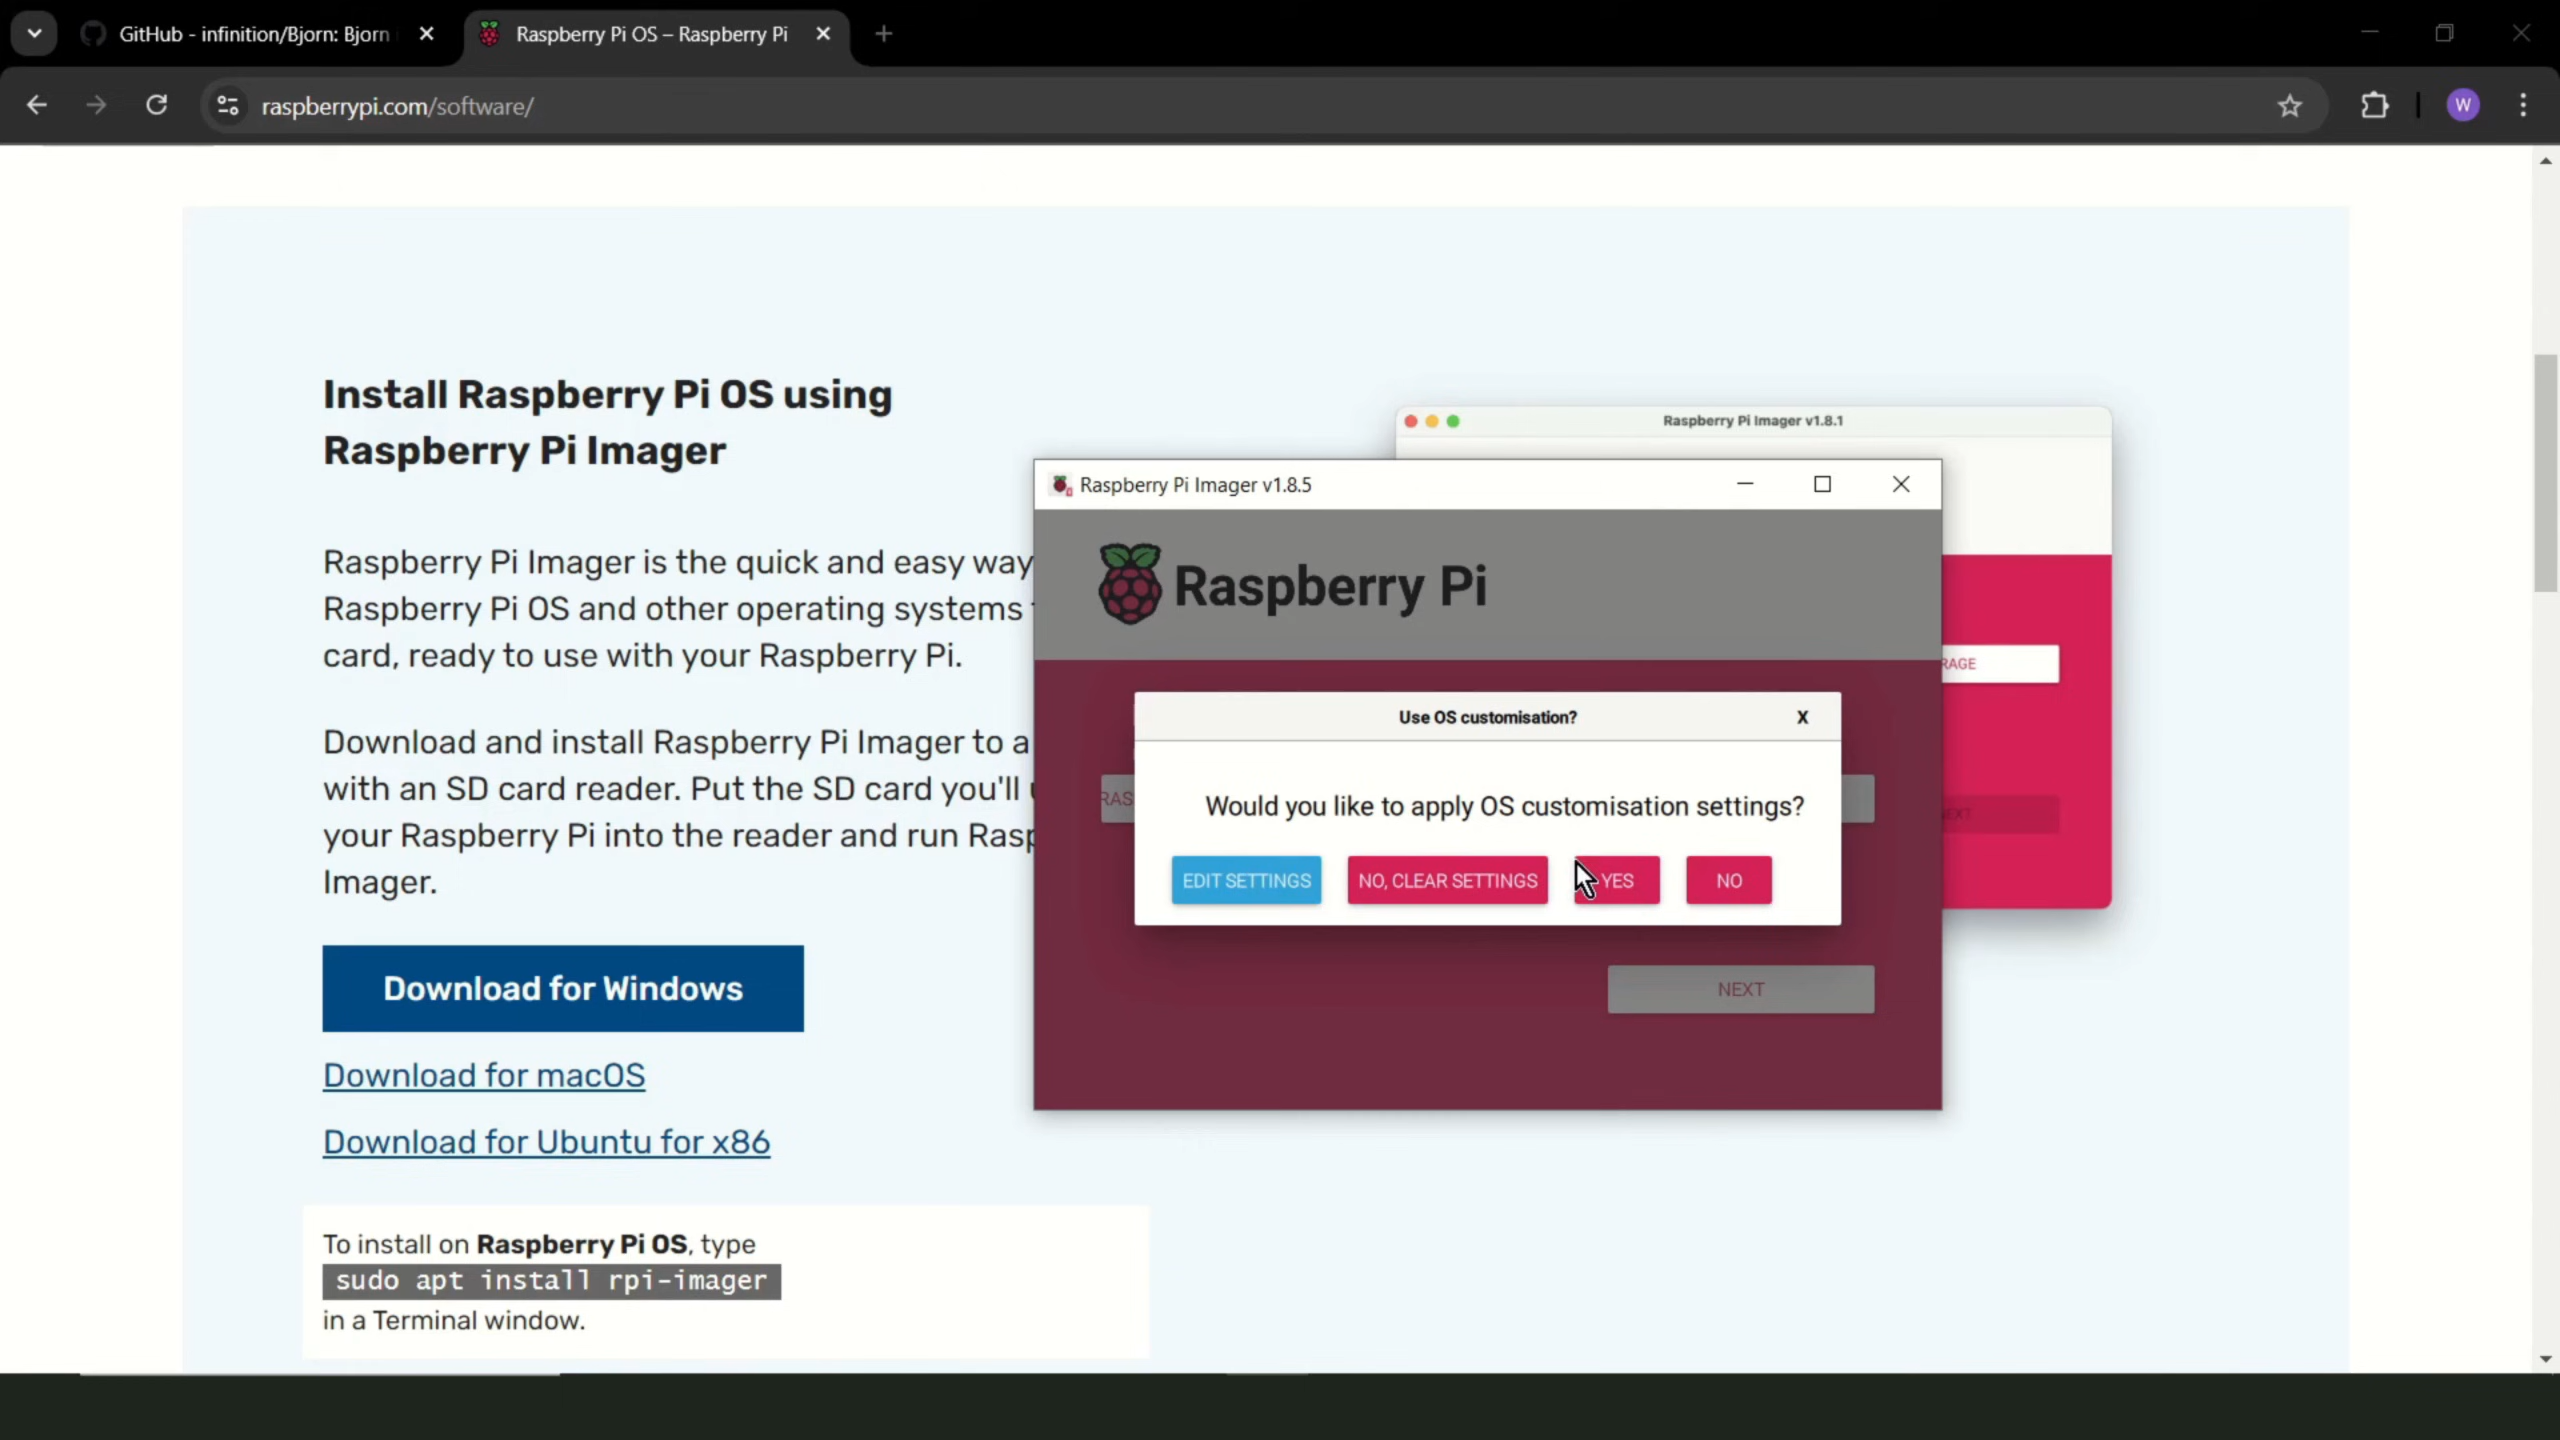 GitHub - infinition/Bjorn: Bjorn
Raspberry Pi OS – Raspberry Pi
raspberrypi.com/software/
W
Install Raspberry Pi OS using
Raspberry Pi Imager
Raspberry Pi Imager is the quick and easy way
Raspberry Pi OS and other operating systems
card, ready to use with your Raspberry Pi.
Download and install Raspberry Pi Imager to a
with an SD card reader. Put the SD card you'll
your Raspberry Pi into the reader and run Rasp
Imager.
Download for Windows
Download for macOS
Download for Ubuntu for x86
To install on Raspberry Pi OS, type
sudo apt install rpi-imager
in a Terminal window.
Raspberry Pi Imager v1.8.1
RAGE
Raspberry Pi Imager v1.8.5
Raspberry Pi
RAS
Use OS customisation?
X
Would you like to apply OS customisation settings?
EDIT SETTINGS
NO, CLEAR SETTINGS
YES
NO
NEXT